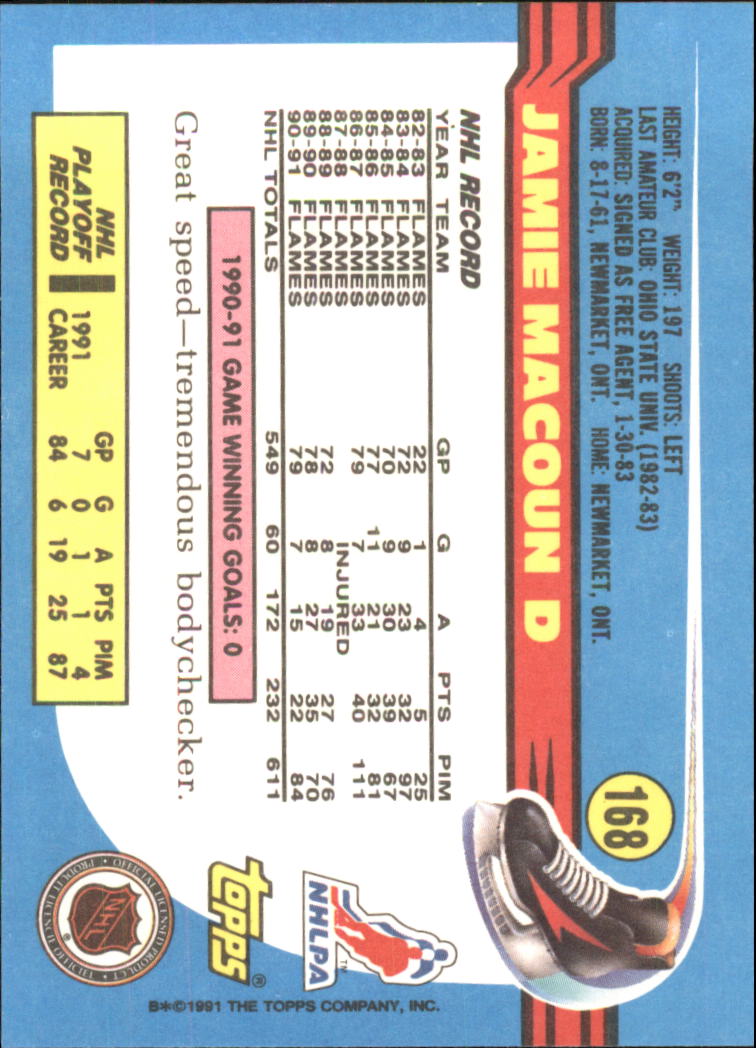 168
HEIGHT: 6'2" WEIGHT: 197 SHOOTS: LEFT
LAST AMATEUR CLUB: OHIO STATE UNIV. (1982-83)
ACQUIRED: SIGNED AS FREE AGENT, 1-30-83
BORN: 8-17-61, NEWMARKET, ONT. HOME: NEWMARKET, ONT.
JAMIE MACOUN D
NHL RECORD
YEAR TEAM GP G A PTS PIM
82-83 FLAMES 22 1 4 5 25
83-84 FLAMES 72 9 23 32 97
84-85 FLAMES 70 9 30 39 67
85-86 FLAMES 77 11 21 32 81
86-87 FLAMES 79 7 33 40 111
87-88 FLAMES INJURED
88-89 FLAMES 72 8 19 27 76
89-90 FLAMES 78 8 27 35 70
90-91 FLAMES 79 7 15 22 84
NHL TOTALS 549 60 172 232 611
1990-91 GAME WINNING GOALS: 0
Great speed—tremendous bodychecker.
NHL PLAYOFF RECORD
GP G A PTS PIM
1991 7 0 1 1 4
CAREER 84 6 19 25 87
NHLPA TM
TOPPS ®
OFFICIAL LICENSED PRODUCT •
NHL ®
B*©1991 THE TOPPS COMPANY, INC.